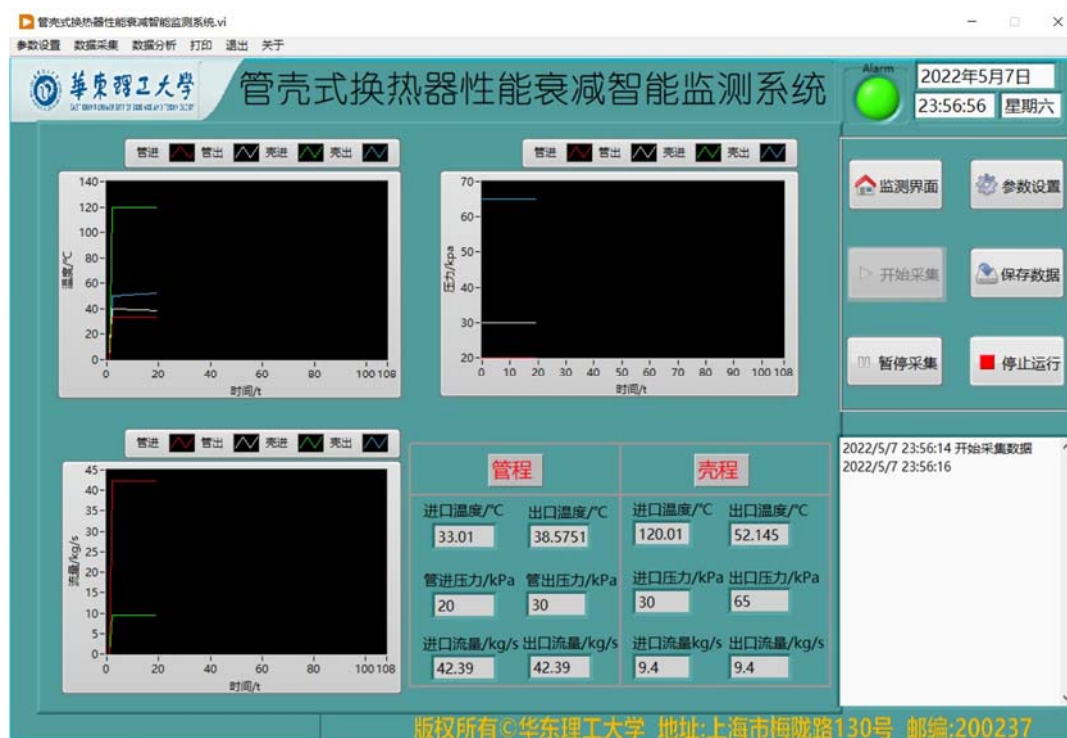 管壳式换热器性能衰减智能监测系统.vi
参数设置 数据采集 数据分析 打印 退出 关于
華東理工大學
管壳式换热器性能衰减智能监测系统
Alarm
2022年5月7日
23:56:56 星期六
管进 管出 壳进 壳出
140
120
100
80
60
40
20
0
温度/℃
0 20 40 60 80 100 108
时间/t
管进 管出 壳进 壳出
70
60
50
40
30
20
压力/kpa
0 10 20 30 40 50 60 70 80 90 100 108
时间/t
监测界面 参数设置
开始采集 保存数据
暂停采集 停止运行
管进 管出 壳进 壳出
45
40
35
30
25
20
15
10
5
0
流量/kg/s
0 20 40 60 80 100 108
时间/t
管程 壳程
进口温度/℃ 出口温度/℃ 进口温度/℃ 出口温度/℃
33.01 38.5751 120.01 52.145
管进压力/kPa 管出压力/kPa 进口压力/kPa 出口压力/kPa
20 30 30 65
进口流量/kg/s 出口流量/kg/s 进口流量kg/s 出口流量/kg/s
42.39 42.39 9.4 9.4
2022/5/7 23:56:14 开始采集数据
2022/5/7 23:56:16
版权所有©华东理工大学 地址:上海市梅陇路130号 邮编:200237